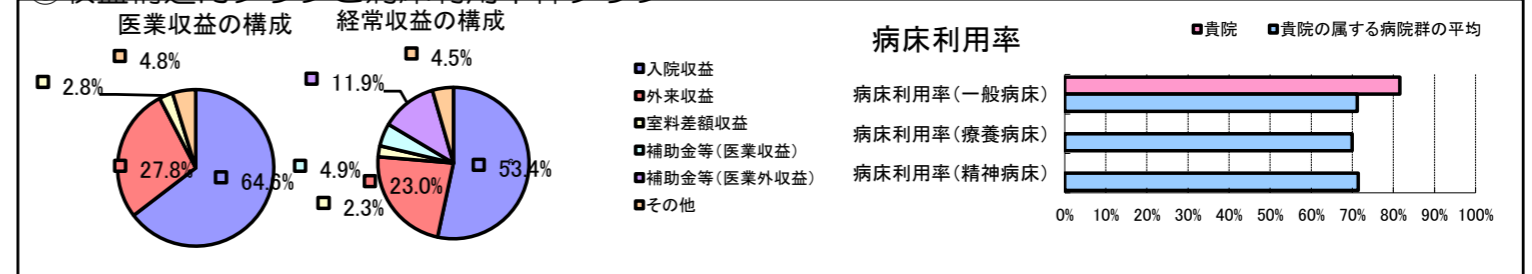 医業収益の構成
4.8%
2.8%
27.8%
64.6%
経常収益の構成
4.5%
11.9%
4.9%
2.3%
23.0%
53.4%
入院収益
外来収益
室料差額収益
補助金等(医業収益)
補助金等(医業外収益)
その他
病床利用率
貴院 貴院の属する病院群の平均
病床利用率(一般病床)
病床利用率(療養病床)
病床利用率(精神病床)
0% 10% 20% 30% 40% 50% 60% 70% 80% 90% 100%